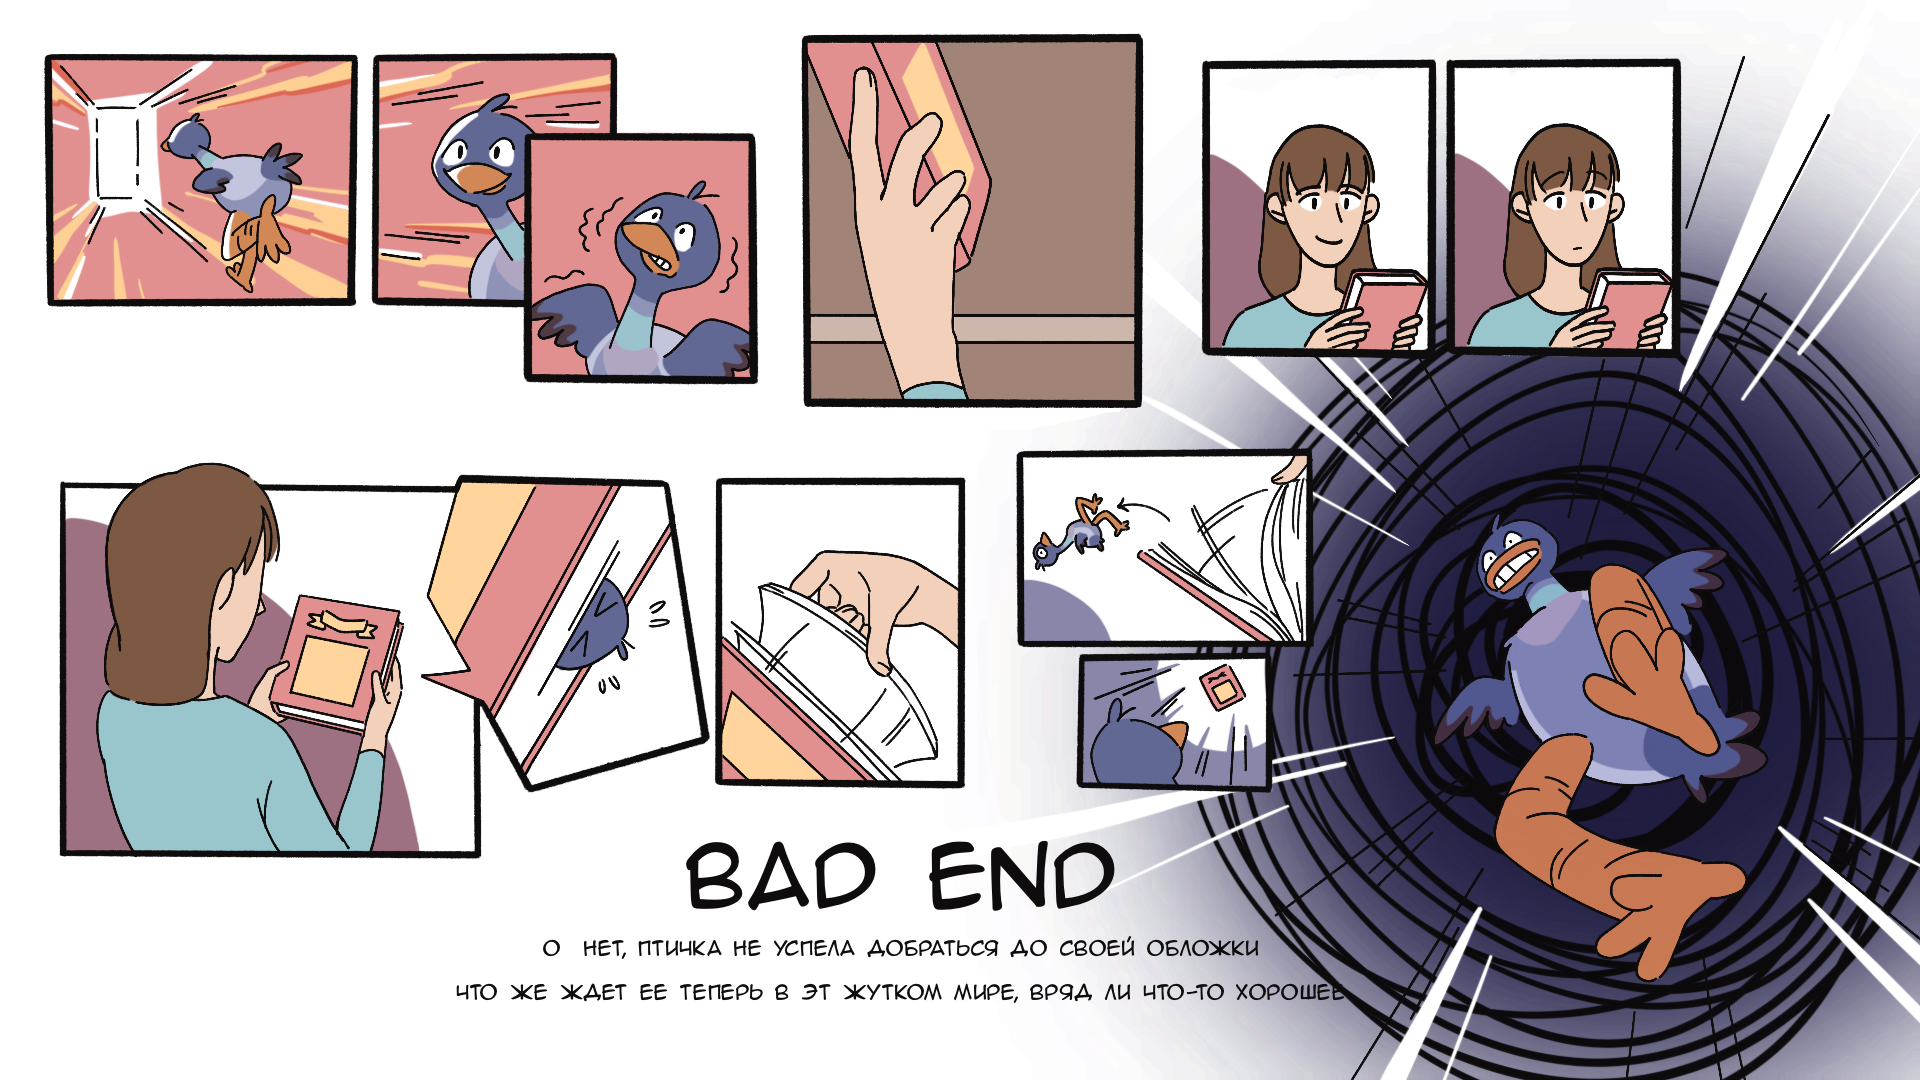 BAD END
О НЕТ, ПТИЧКА НЕ УСПЕЛА ДОБРАТЬСЯ ДО СВОЕЙ ОБЛОЖКИ
ЧТО ЖЕ ЖДЕТ ЕЕ ТЕПЕРЬ В ЭТ ЖУТКОМ МИРЕ, ВРЯД ЛИ ЧТО-ТО ХОРОШЕЕ